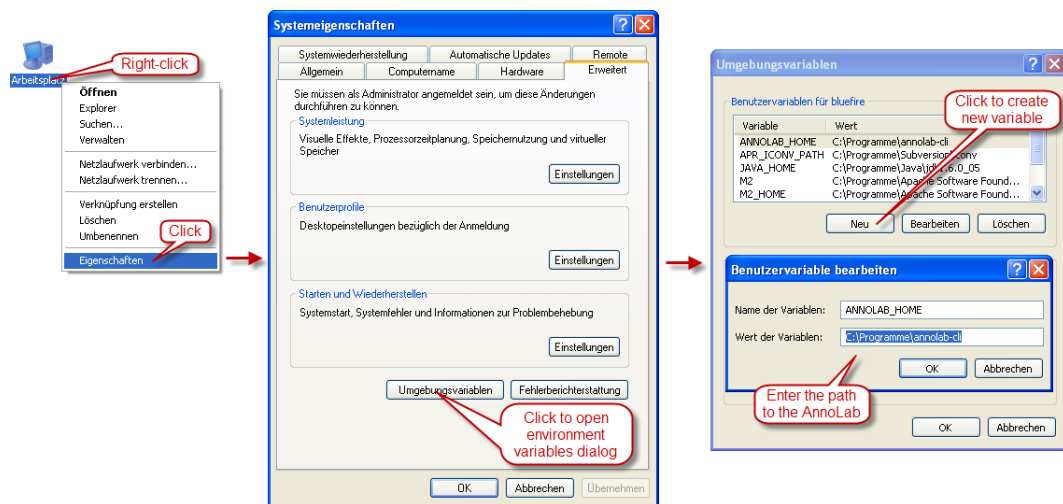 Arbeitsplatz
Right-click
Öffnen
Explorer
Suchen...
Verwalten
Netzlaufwerk verbinden...
Netzlaufwerk trennen...
Verknüpfung erstellen
Löschen
Umbenennen
Click
Eigenschaften
Systemeigenschaften
Systemwiederherstellung
Automatische Updates
Remote
Allgemein
Computername
Hardware
Erweitert
Sie müssen als Administrator angemeldet sein, um diese Änderungen
durchführen zu können.
Systemleistung
Visuelle Effekte, Prozessorzeitplanung, Speichernutzung und virtueller
Speicher
Einstellungen
Benutzerprofile
Desktopeinstellungen bezüglich der Anmeldung
Einstellungen
Starten und Wiederherstellen
Systemstart, Systemfehler und Informationen zur Problembehebung
Einstellungen
Umgebungsvariablen
Fehlerberichterstattung
Click to open
environment
variables dialog
OK
Abbrechen
Übernehmen
Umgebungsvariablen
Benutzervariablen für bluefire
Click to create
new variable
Variable Wert
ANNOLAB_HOME C:\Programme\annolab-cli
APR_ICONV_PATH C:\Programme\Subversion\iconv
JAVA_HOME C:\Programme\Java\jdk1.6.0_05
M2 C:\Programme\Apache Software Found...
M2_HOME C:\Programme\Apache Software Found...
Neu
Bearbeiten
Löschen
Benutzervariable bearbeiten
Name der Variablen: ANNOLAB_HOME
Wert der Variablen: C:\Programme\annolab-cli
OK
Abbrechen
Enter the path
to the AnnoLab
OK
Abbrechen